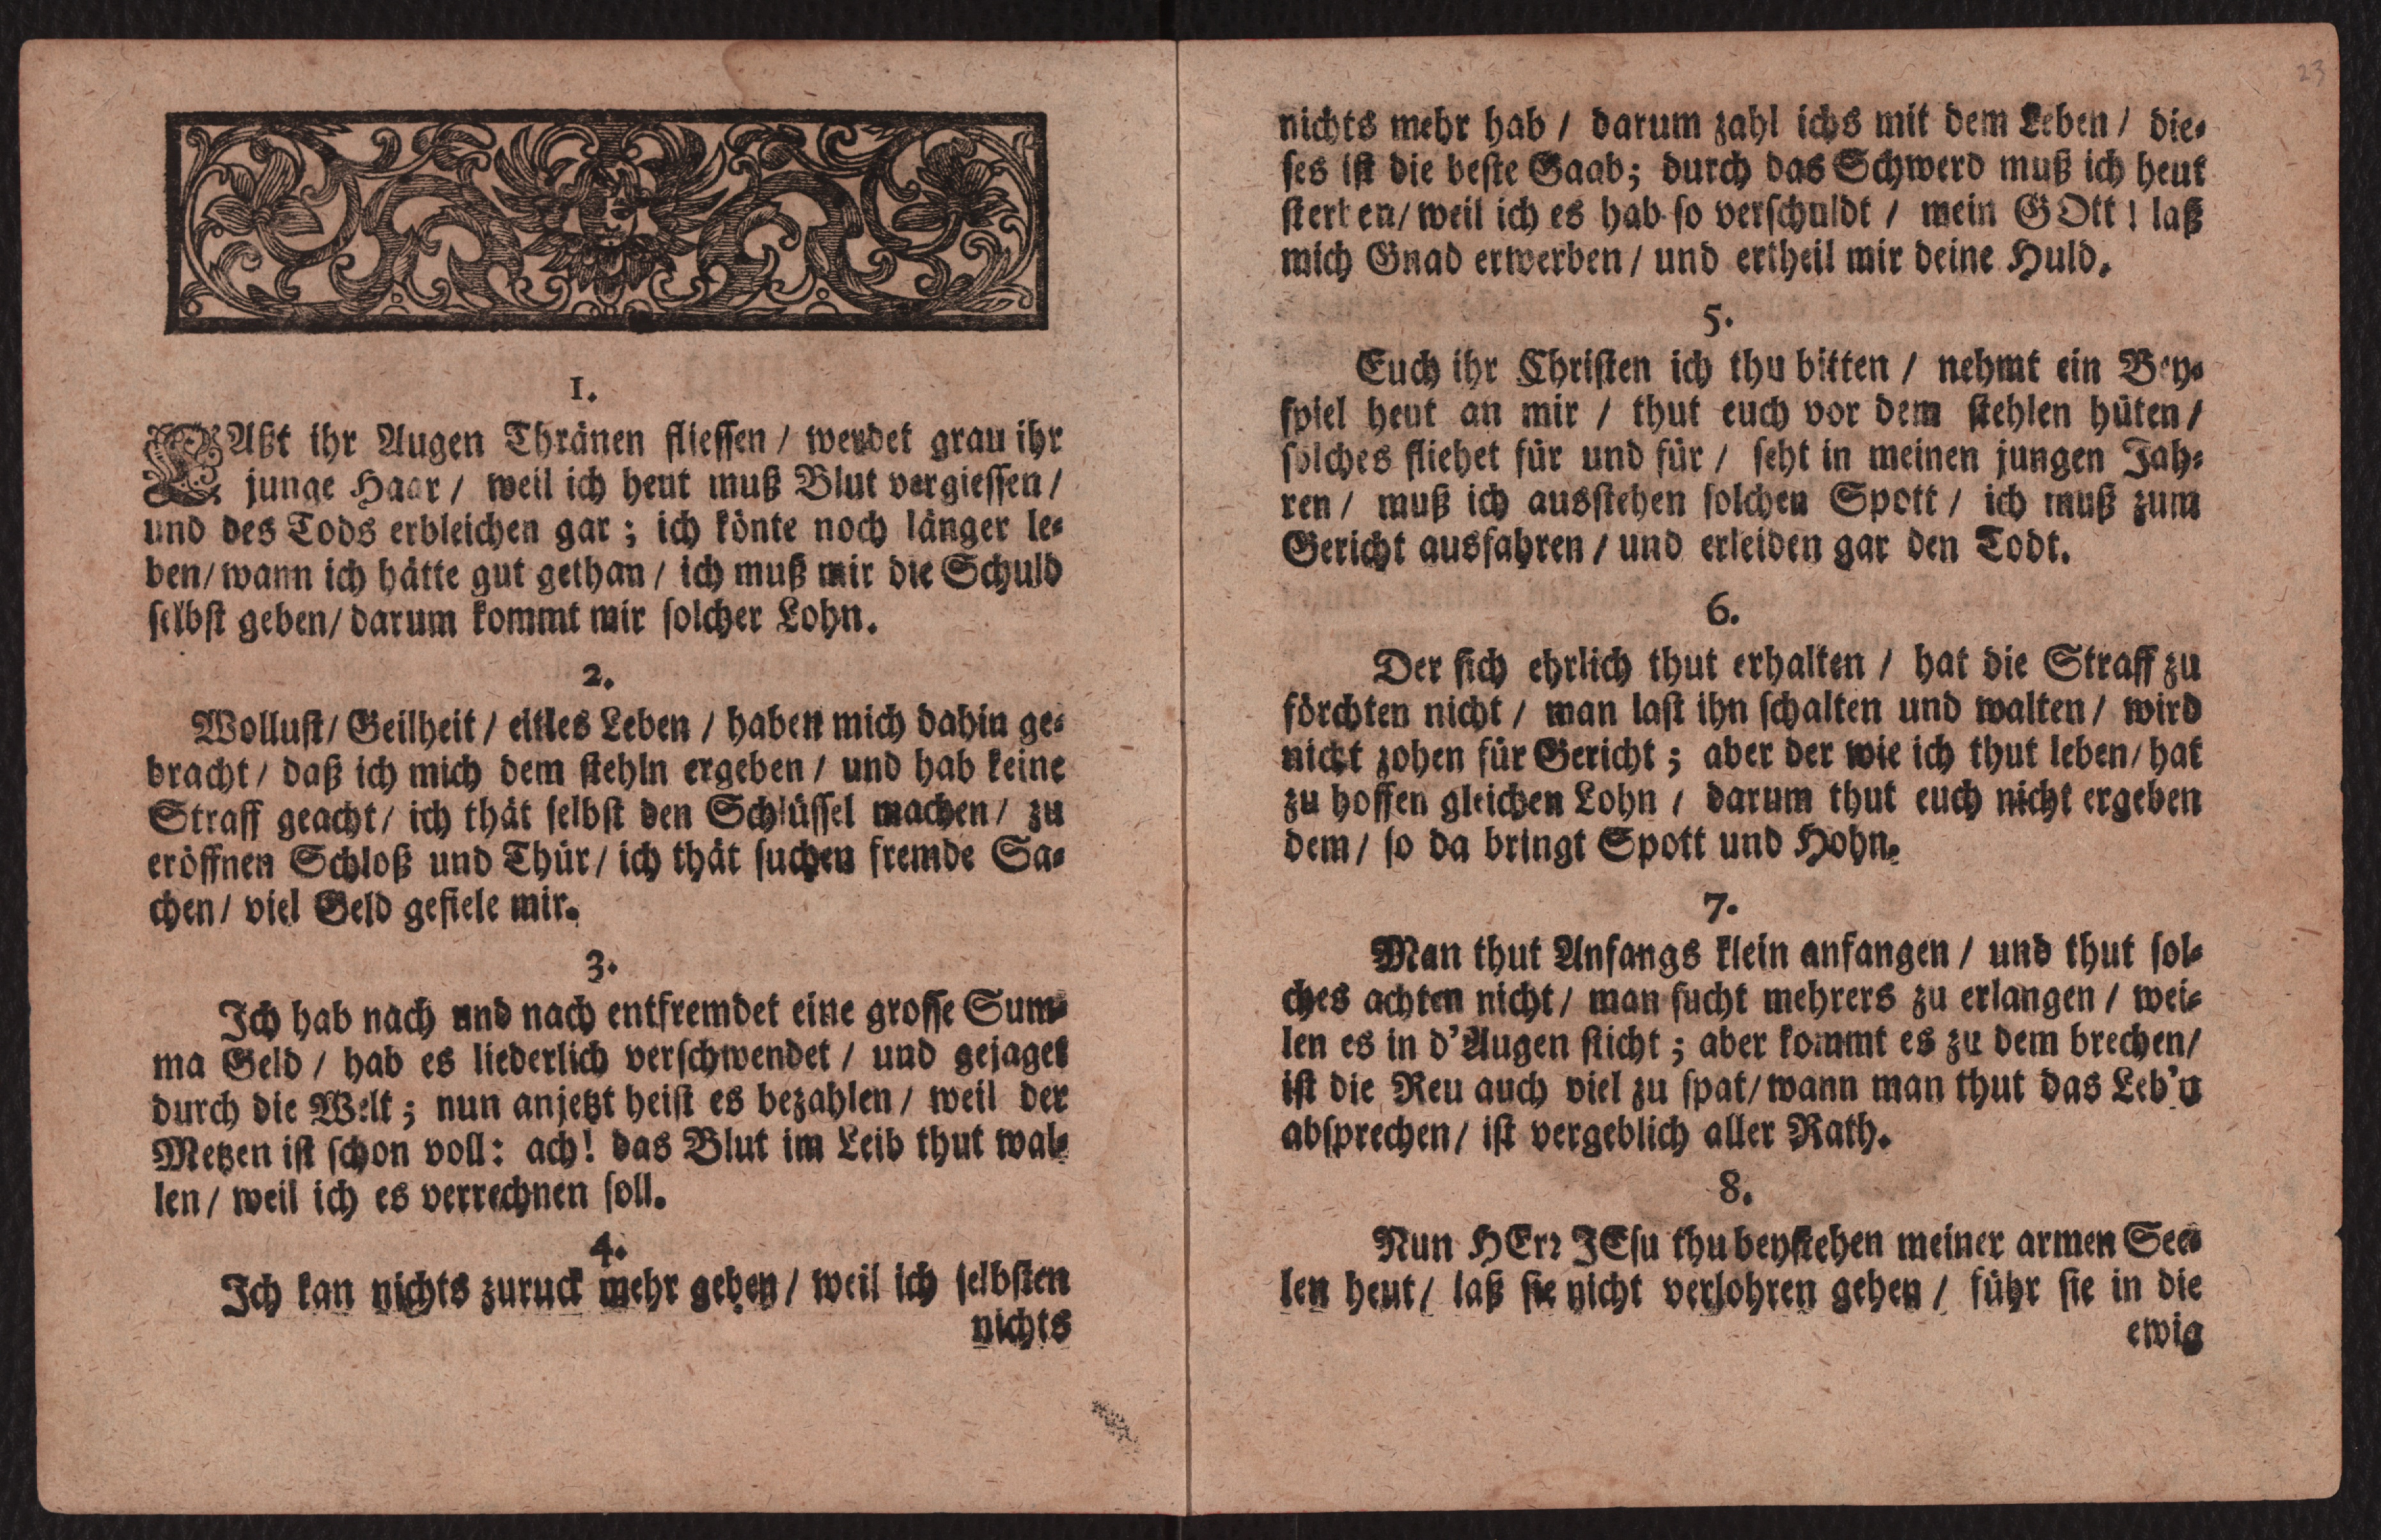 1.
LAßt ihr Augen Thränen fliessen / werdet grau ihr
junge Haar / weil ich heut muß Blut vergiessen /
und des Tods erbleichen gar ; ich könte noch länger le-
ben / wann ich hätte gut gethan / ich muß mir die Schuld
selbst geben / darum kommt mir solcher Lohn.
2.
Wollust / Geilheit / eitles Leben / haben mich dahin ge-
bracht / daß ich mich dem stehln ergeben / und hab keine
Straff geacht / ich thät selbst den Schlüssel machen / zu
eröffnen Schloß und Thür / ich thät suchen fremde Sa-
chen / viel Geld gefiele mir.
3.
Ich hab nach und nach entfremdet eine grosse Sum-
ma Geld / hab es liederlich verschwendet / und gejaget
durch die Welt ; nun anjetzt heist es bezahlen / weil der
Metzen ist schon voll : ach ! das Blut im Leib thut wal-
len / weil ich es verrechnen soll.
4.
Ich kan nichts zuruck mehr geben / weil ich selbsten
nichts
23
nichts mehr hab / darum zahl ichs mit dem Leben / die-
ses ist die beste Gaab ; durch das Schwerd muß ich heut
sterben / weil ich es hab so verschuldt / mein GOtt ! laß
mich Gnad erwerben / und ertheil mir deine Huld.
5.
Euch ihr Christen ich thu bitten / nehmt ein Bey-
spiel heut an mir / thut euch vor dem stehlen hüten /
solches fliehet für und für / seht in meinen jungen Jah-
ren / muß ich ausstehen solchen Spott / ich muß zum
Gericht ausfahren / und erleiden gar den Todt.
6.
Der sich ehrlich thut erhalten / hat die Straff zu
förchten nicht / man last ihn schalten und walten / wird
nicht zohen für Gericht ; aber der wie ich thut leben / hat
zu hoffen gleichen Lohn / darum thut euch nicht ergeben
dem / so da bringt Spott und Hohn.
7.
Man thut Anfangs klein anfangen / und thut sol-
ches achten nicht / man sucht mehrers zu erlangen / wei-
len es in d'Augen sticht ; aber kommt es zu dem brechen /
ist die Reu auch viel zu spat / wann man thut das Leb'n
absprechen / ist vergeblich aller Rath.
8.
Nun HErr JEsu thu beystehen meiner armen See-
len heut / laß sie nicht verlohren gehen / führ sie in die
ewig